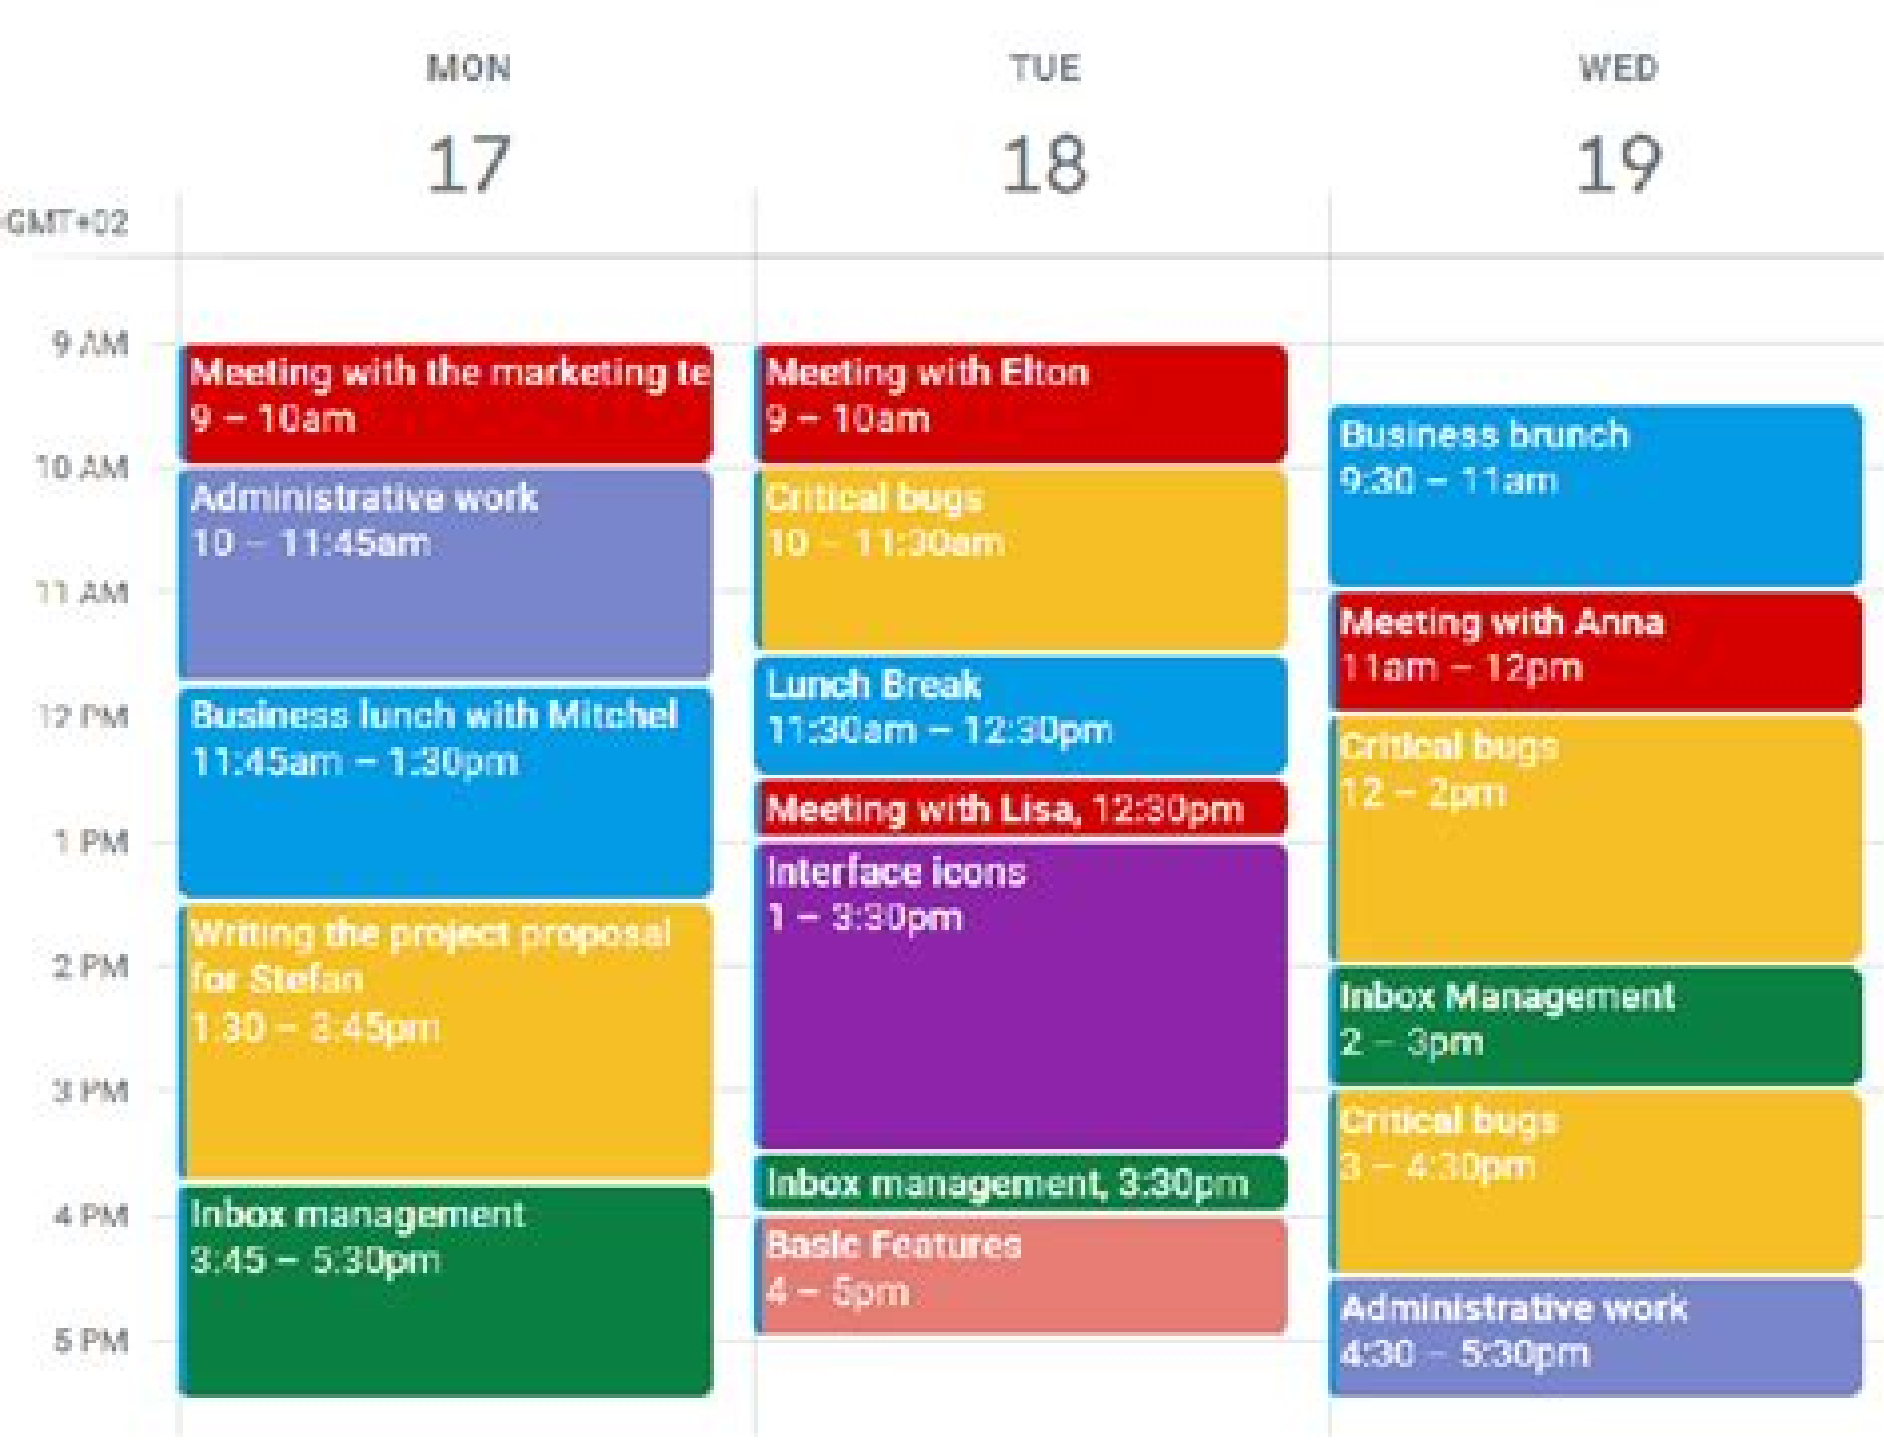 MON
17
TUE
18
WED
19
GMT+02
9 AM
10 AM
11 AM
12 PM
1 PM
2 PM
3 PM
4 PM
5 PM
Meeting with the marketing te
9 – 10am
Administrative work
10 – 11:45am
Business lunch with Mitchel
11:45am – 1:30pm
Writing the project proposal
for Stefan
1:30 – 3:45pm
Inbox management
3:45 – 5:30pm
Meeting with Elton
9 – 10am
Critical bugs
10 – 11:30am
Lunch Break
11:30am – 12:30pm
Meeting with Lisa, 12:30pm
Interface icons
1 – 3:30pm
Inbox management, 3:30pm
Basic Features
4 – 5pm
Business brunch
9:30 – 11am
Meeting with Anna
11am – 12pm
Critical bugs
12 – 2pm
Inbox Management
2 – 3pm
Critical bugs
3 – 4:30pm
Administrative work
4:30 – 5:30pm